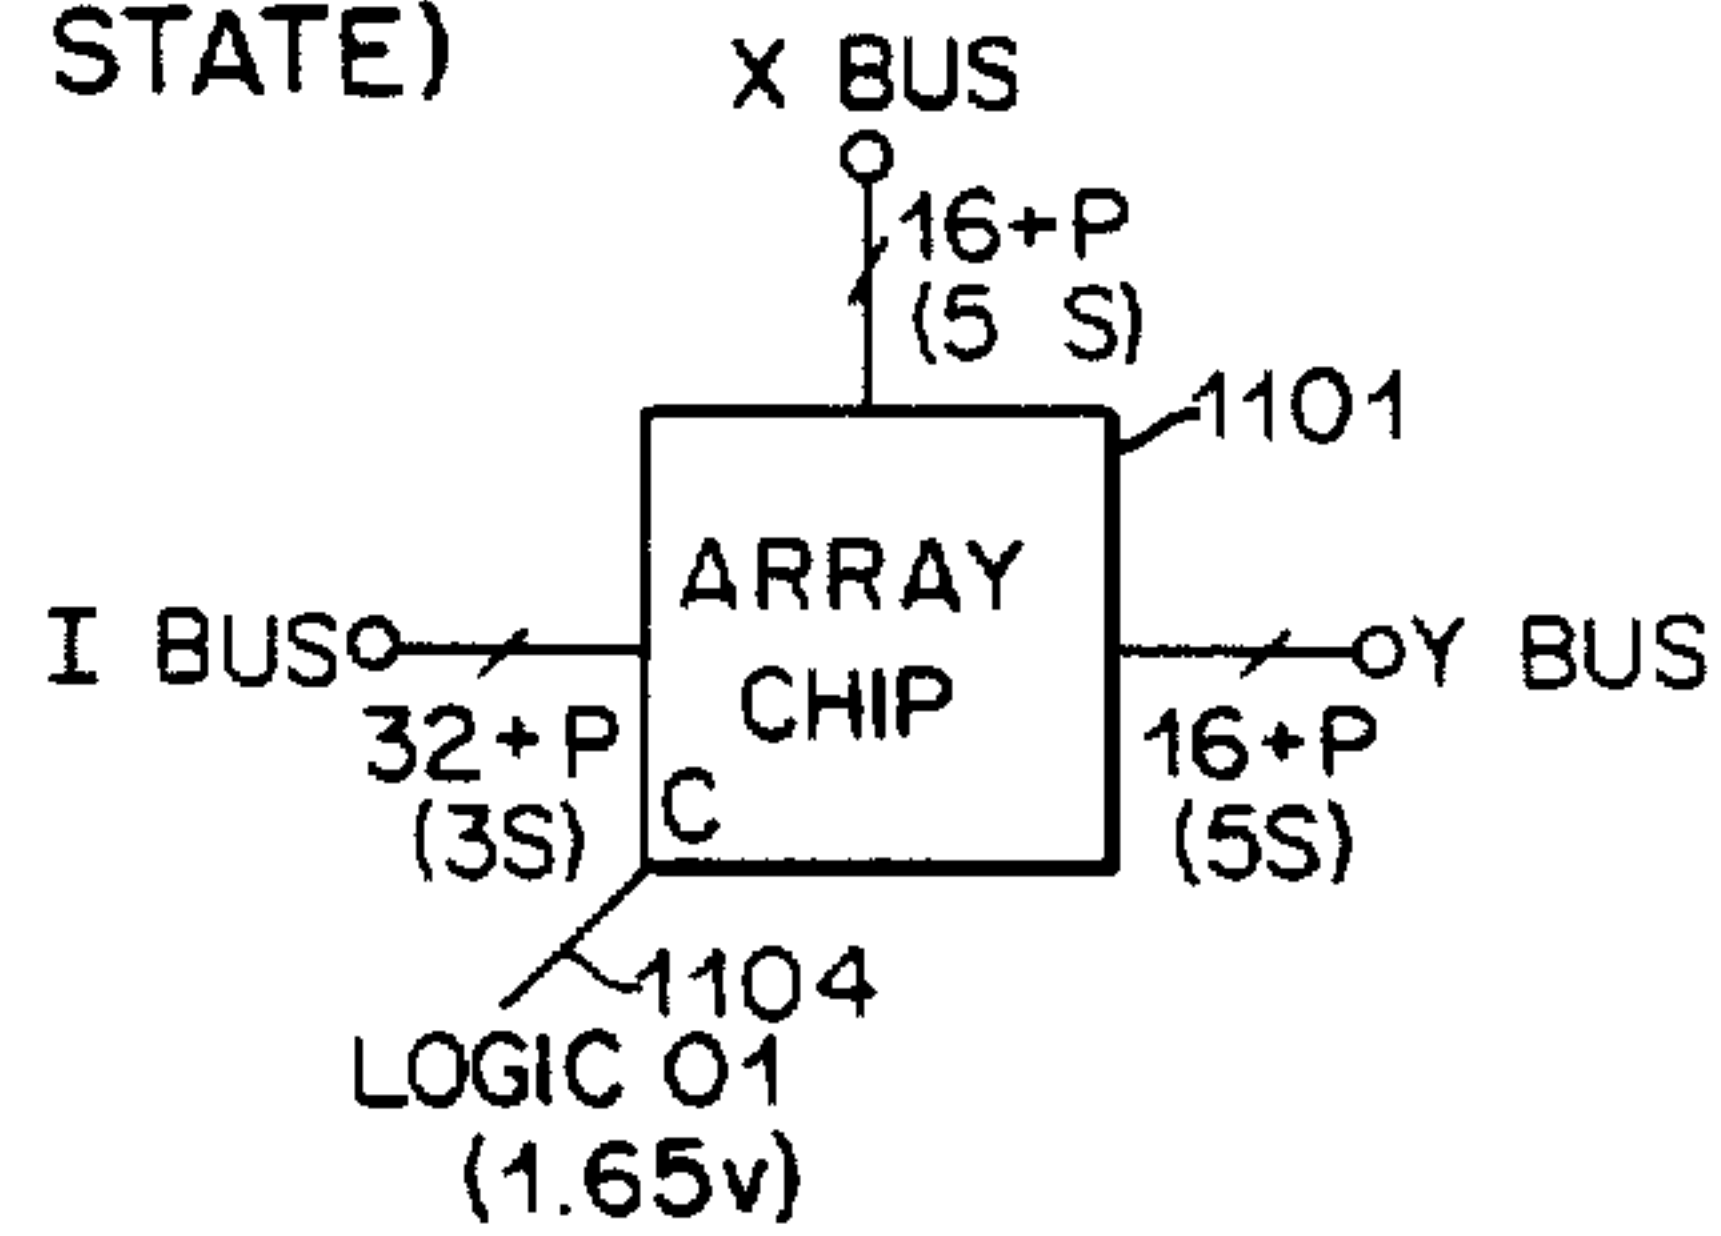 STATE)
X BUS
16+P
(5 S)
1101
ARRAY
CHIP
I BUS
Y BUS
32+P
(3S)
C
16+P
(5S)
1104
LOGIC 01
(1.65v)